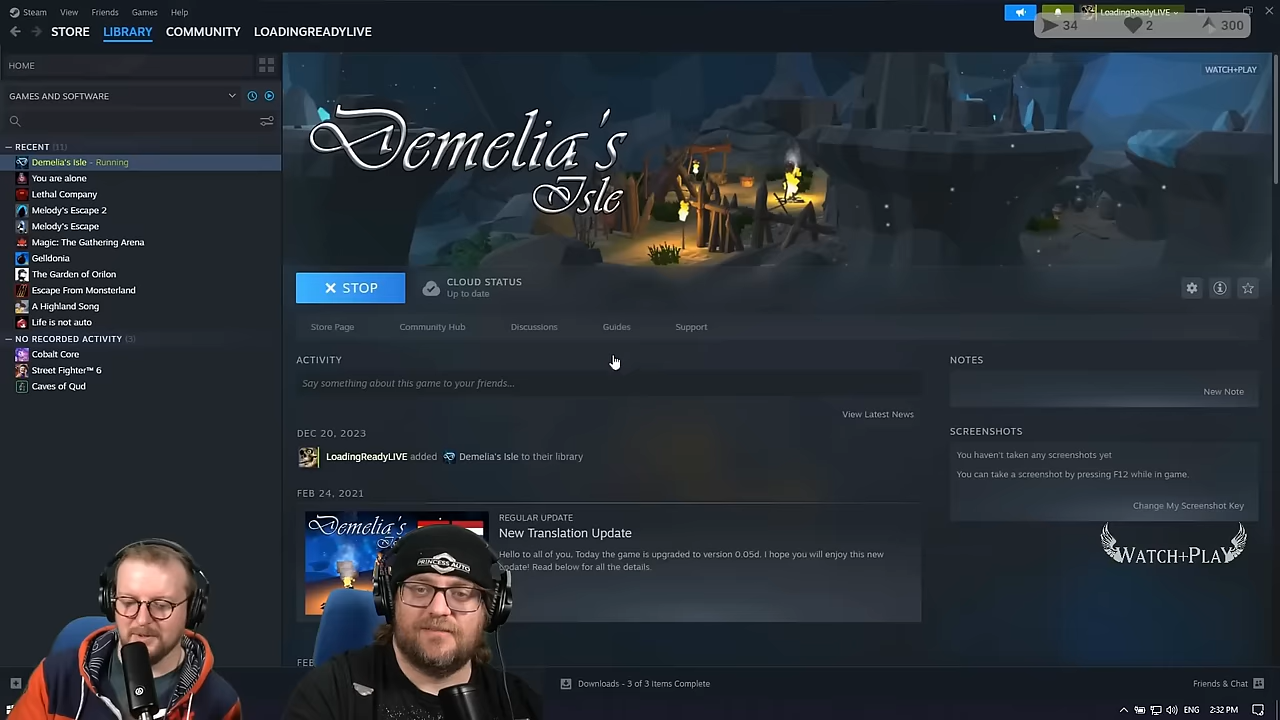 Steam View Friends Games Help
LoadingReadyLIVE
34 2 300
STORE LIBRARY COMMUNITY LOADINGREADYLIVE
HOME
WATCH+PLAY
GAMES AND SOFTWARE
Demelia's
Isle
RECENT (11)
Demelia's Isle - Running
You are alone
Lethal Company
Melody's Escape 2
Melody's Escape
Magic: The Gathering Arena
Gelldonia
The Garden of Orilon
Escape From Monsterland
A Highland Song
Life is not auto
NO RECORDED ACTIVITY (3)
Cobalt Core
Street Fighter™ 6
Caves of Qud
STOP
CLOUD STATUS
Up to date
Store Page Community Hub Discussions Guides Support
ACTIVITY
Say something about this game to your friends...
View Latest News
DEC 20, 2023
LoadingReadyLIVE added Demelia's Isle to their library
FEB 24, 2021
Demelia's
REGULAR UPDATE
New Translation Update
Hello to all of you, Today the game is upgraded to version 0.05d. I hope you will enjoy this new
update! Read below for all the details.
NOTES
New Note
SCREENSHOTS
You haven't taken any screenshots yet
You can take a screenshot by pressing F12 while in game.
Change My Screenshot Key
WATCH+PLAY
PRINCESS AUTO
FEB
Downloads - 3 of 3 Items Complete
Friends & Chat
ENG 2:32 PM